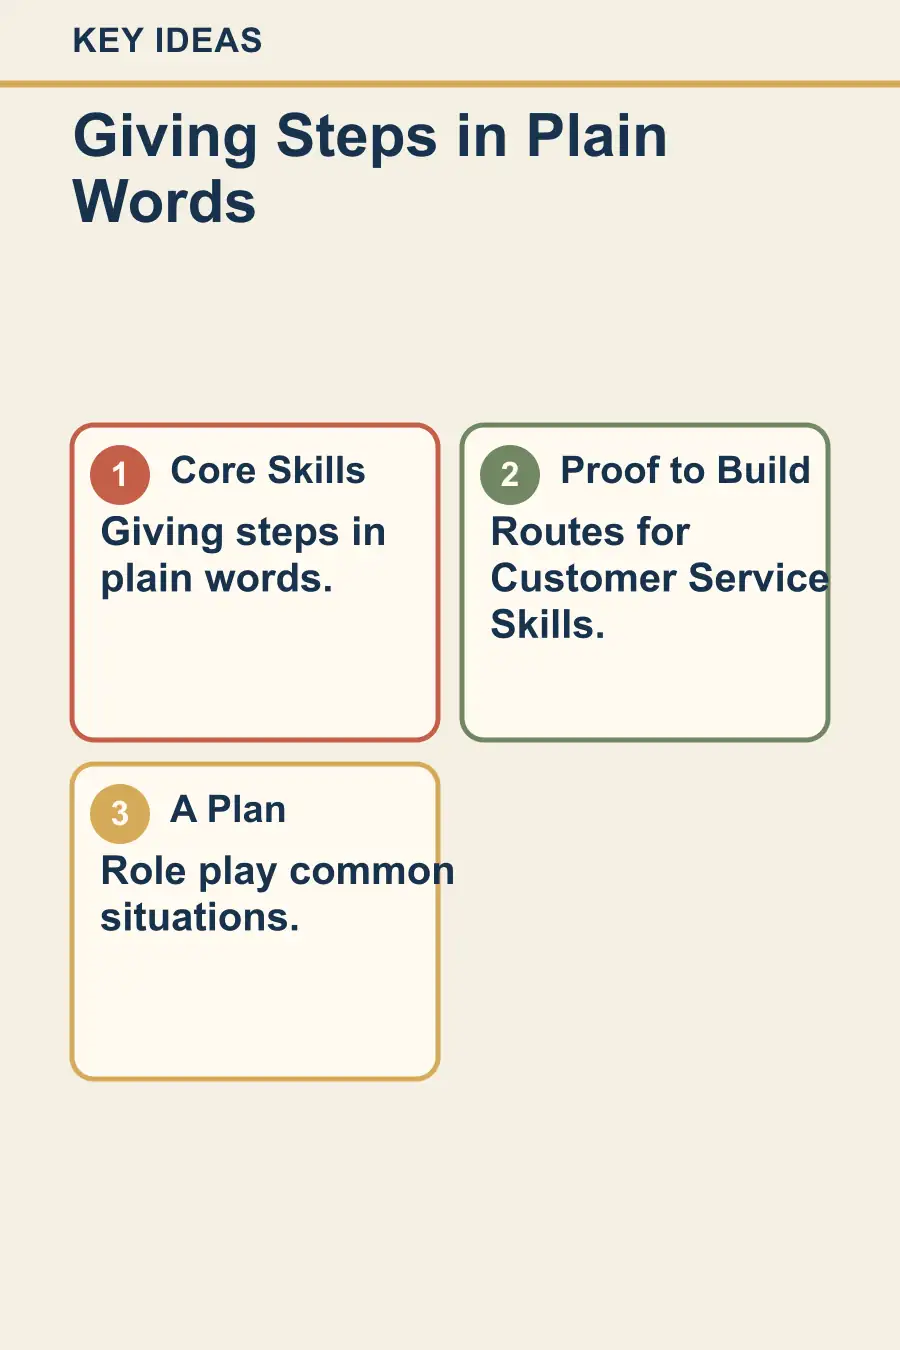 KEY IDEAS
Giving Steps in Plain
Words
1 Core Skills
Giving steps in
plain words.
2 Proof to Build
Routes for
Customer Service
Skills.
3 A Plan
Role play common
situations.